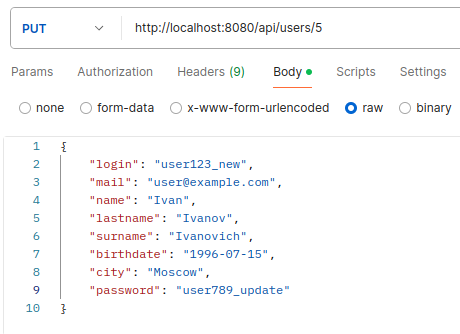 PUT http://localhost:8080/api/users/5
Params Authorization Headers (9) Body Scripts Settings
none form-data x-www-form-urlencoded raw binary
1 {
2 "login": "user123_new",
3 "mail": "user@example.com",
4 "name": "Ivan",
5 "lastname": "Ivanov",
6 "surname": "Ivanovich",
7 "birthdate": "1996-07-15",
8 "city": "Moscow",
9 "password": "user789_update"
10 }